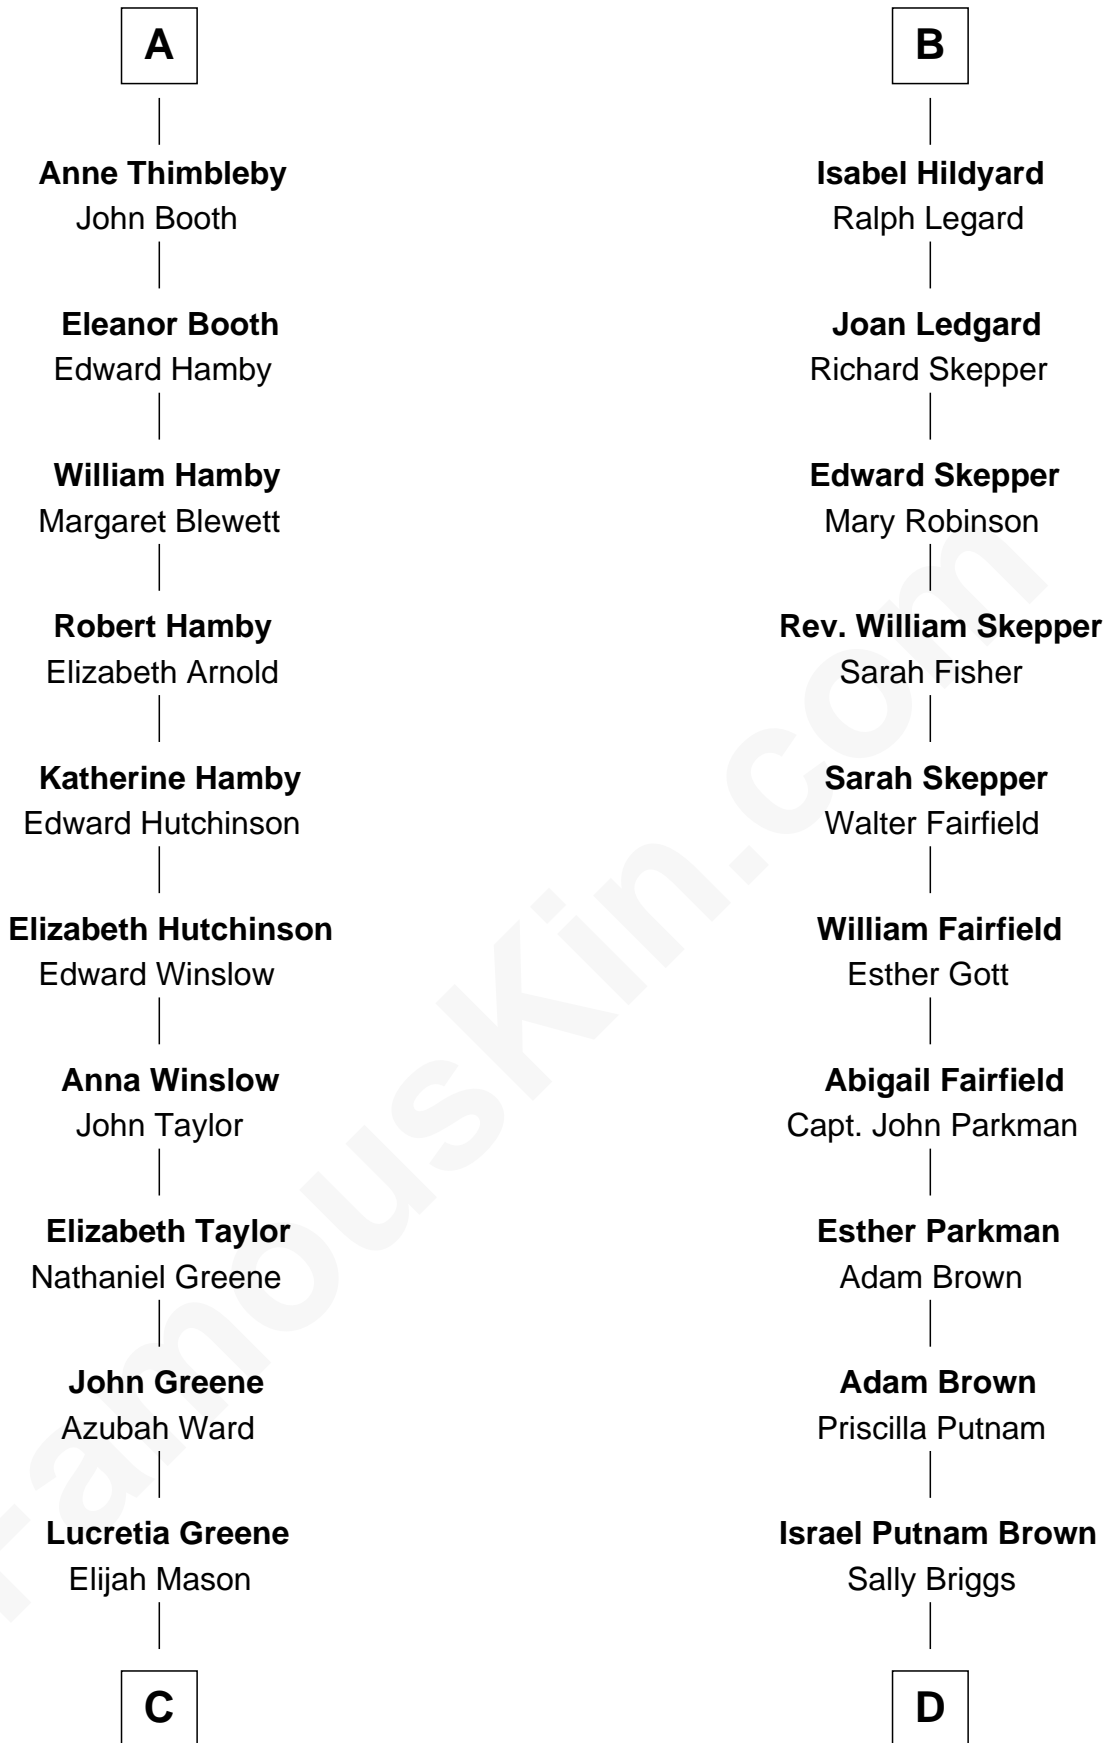 A
Anne Thimbleby
John Booth
Eleanor Booth
Edward Hamby
William Hamby
Margaret Blewett
Robert Hamby
Elizabeth Arnold
Katherine Hamby
Edward Hutchinson
Elizabeth Hutchinson
Edward Winslow
Anna Winslow
John Taylor
Elizabeth Taylor
Nathaniel Greene
John Greene
Azubah Ward
Lucretia Greene
Elijah Mason
C
B
Isabel Hildyard
Ralph Legard
Joan Ledgard
Richard Skepper
Edward Skepper
Mary Robinson
Rev. William Skepper
Sarah Fisher
Sarah Skepper
Walter Fairfield
William Fairfield
Esther Gott
Abigail Fairfield
Capt. John Parkman
Esther Parkman
Adam Brown
Adam Brown
Priscilla Putnam
Israel Putnam Brown
Sally Briggs
D
FamousKin.com